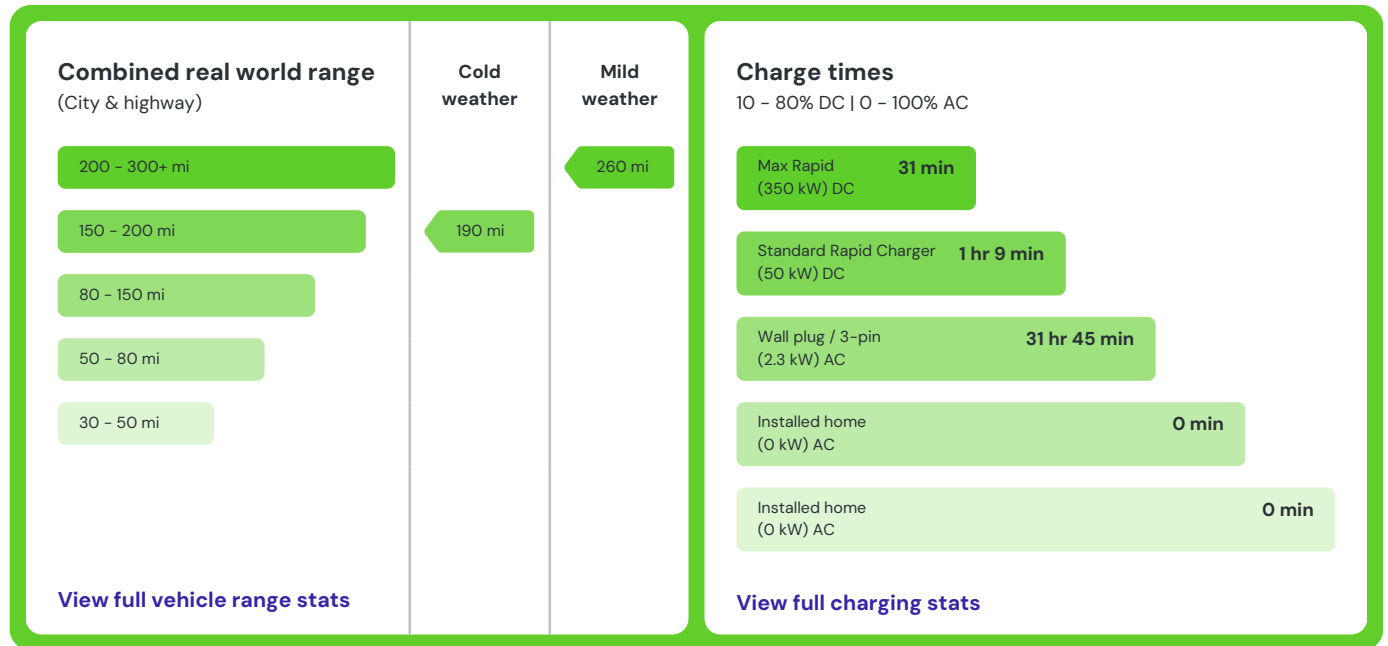 Combined real world range
(City & highway)
Cold
weather
Mild
weather
200 - 300+ mi
260 mi
150 - 200 mi
190 mi
80 - 150 mi
50 - 80 mi
30 - 50 mi
View full vehicle range stats
Charge times
10 - 80% DC | 0 - 100% AC
Max Rapid
(350 kW) DC
31 min
Standard Rapid Charger
(50 kW) DC
1 hr 9 min
Wall plug / 3-pin
(2.3 kW) AC
31 hr 45 min
Installed home
(0 kW) AC
0 min
Installed home
(0 kW) AC
0 min
View full charging stats